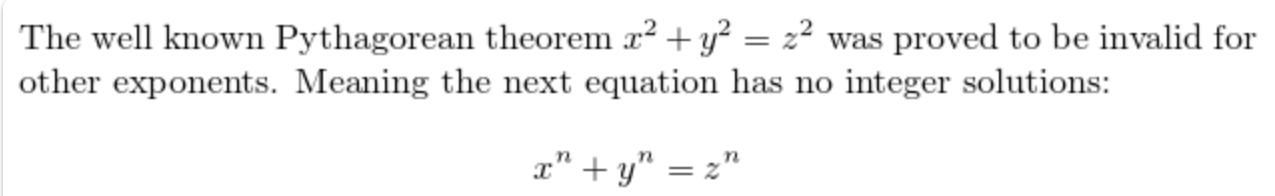 The well known Pythagorean theorem x² + y² = z² was proved to be invalid for
other exponents. Meaning the next equation has no integer solutions:
xⁿ + yⁿ = zⁿ